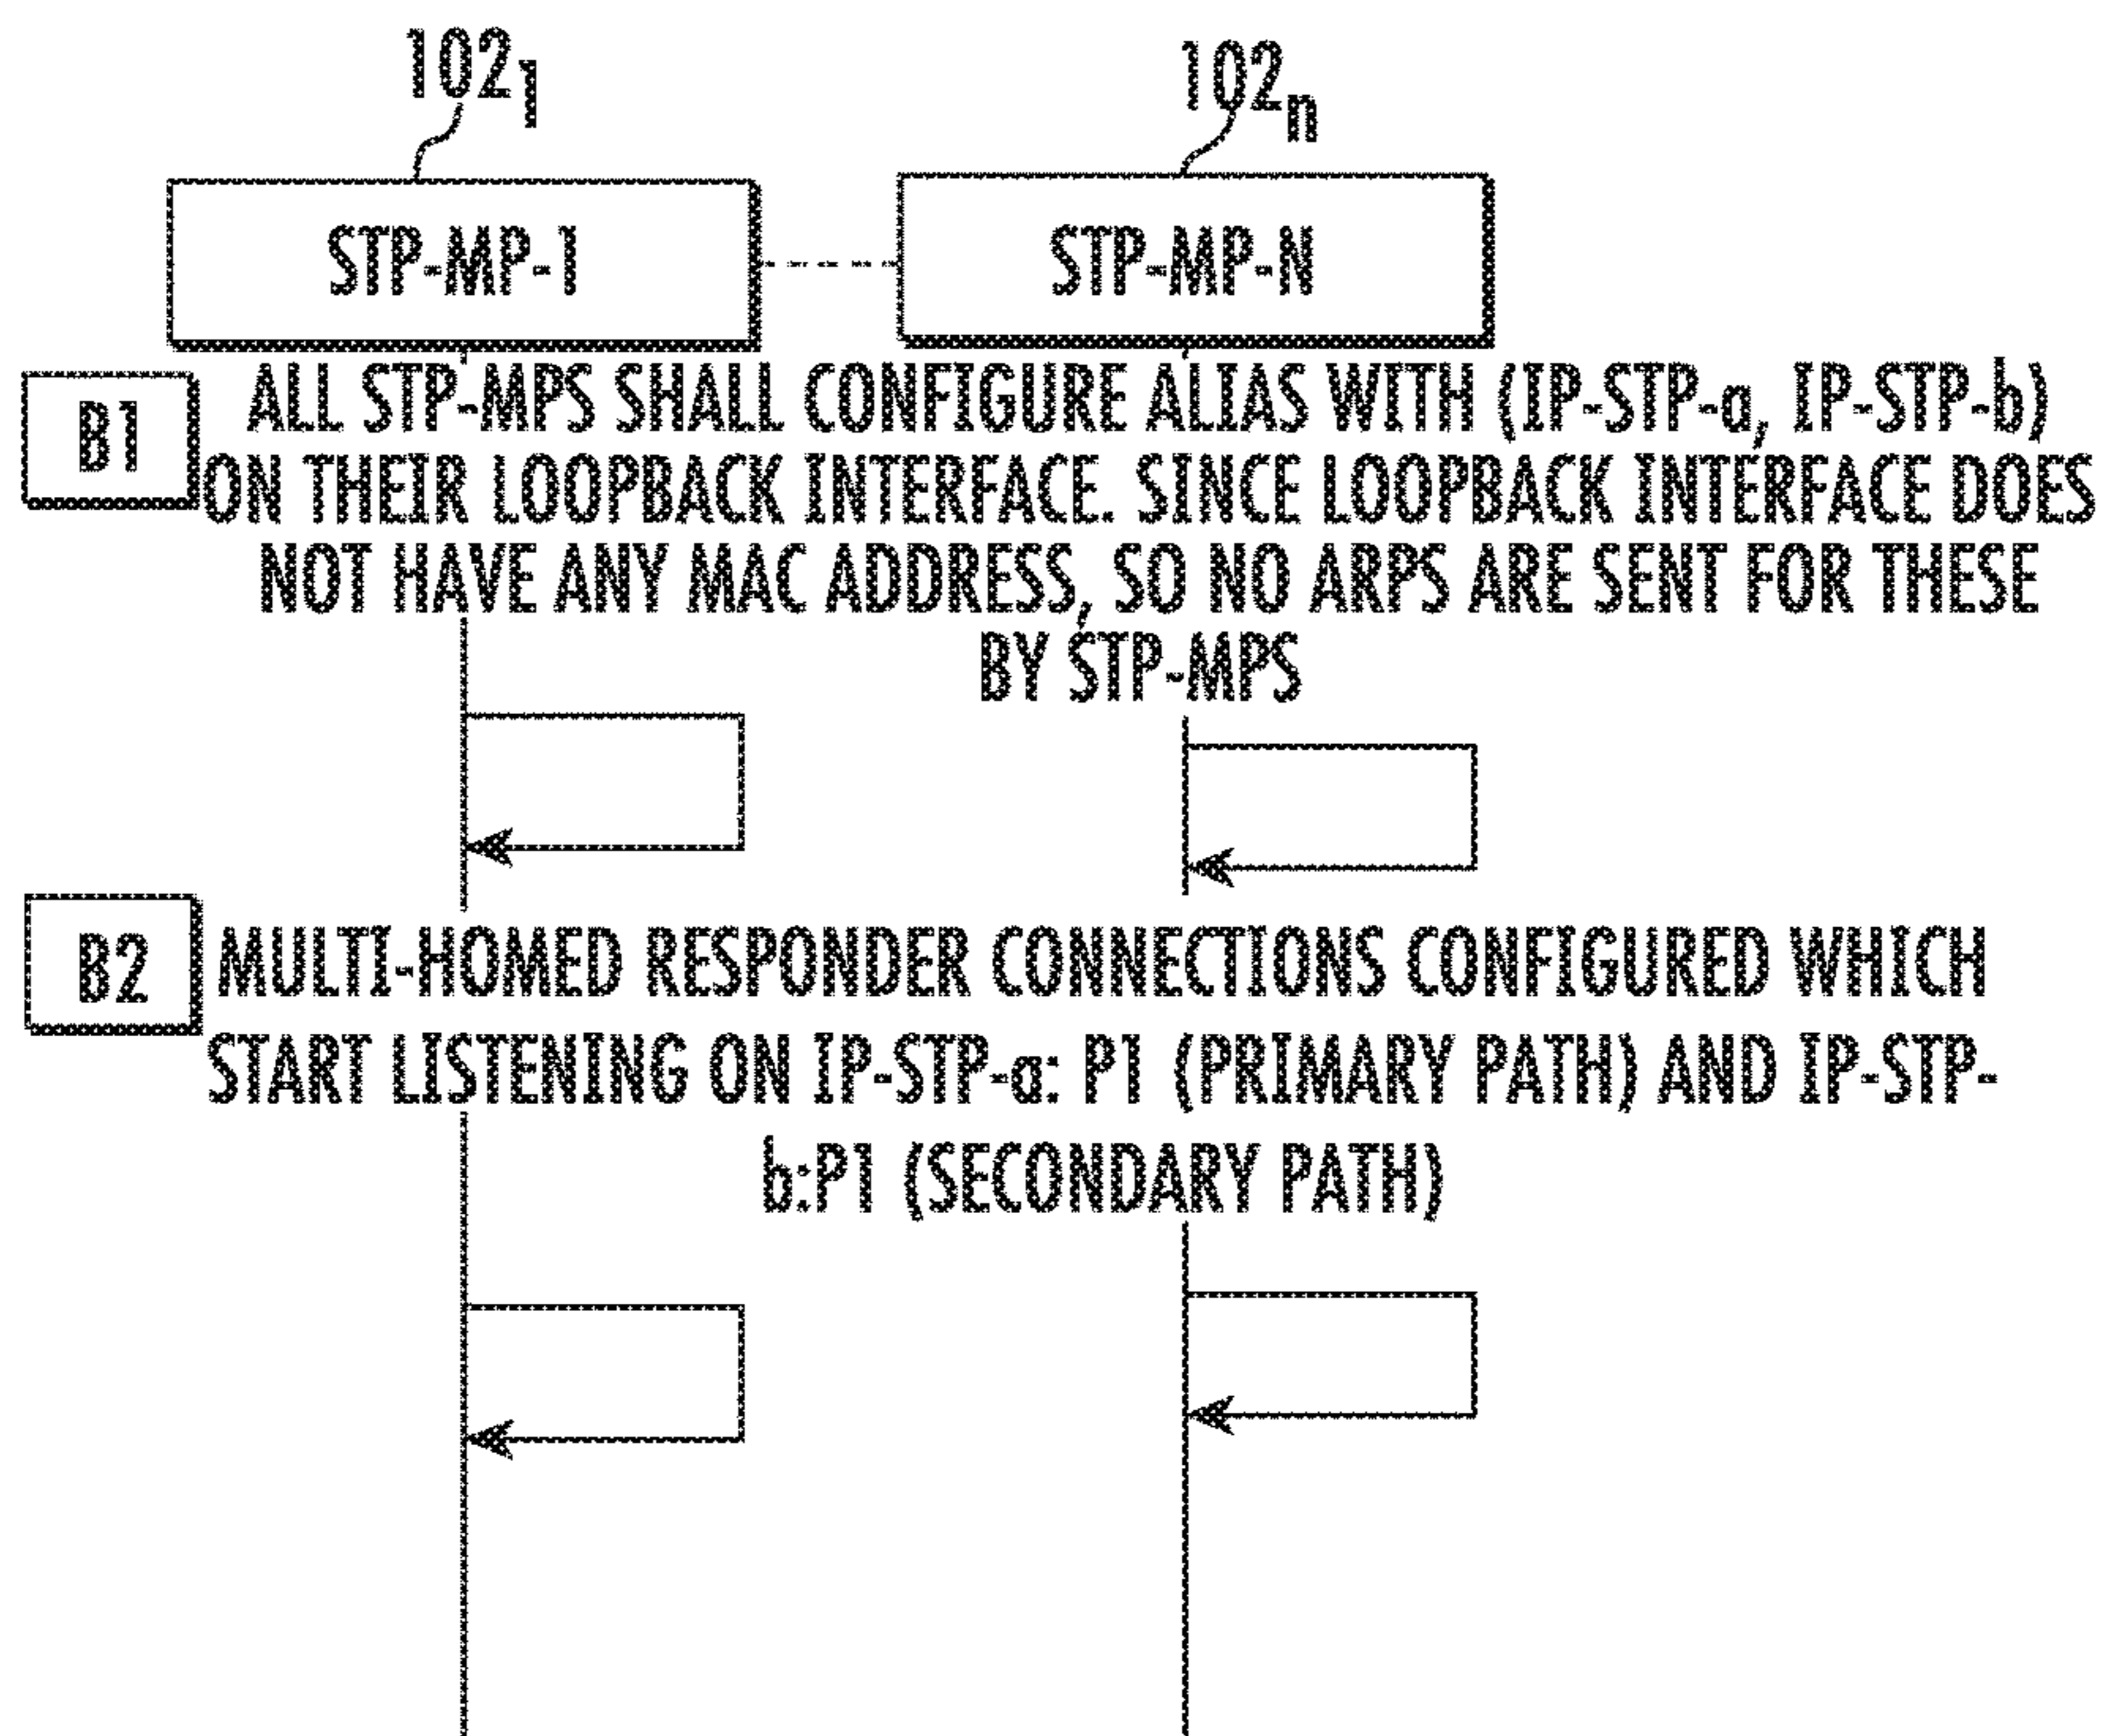 102₁
102ₙ
STP-MP-1
STP-MP-N
B1
ALL STP-MPS SHALL CONFIGURE ALIAS WITH (IP-STP-a, IP-STP-b)
ON THEIR LOOPBACK INTERFACE. SINCE LOOPBACK INTERFACE DOES
NOT HAVE ANY MAC ADDRESS, SO NO ARPS ARE SENT FOR THESE
BY STP-MPS
B2
MULTI-HOMED RESPONDER CONNECTIONS CONFIGURED WHICH
START LISTENING ON IP-STP-a: P1 (PRIMARY PATH) AND IP-STP-
b:P1 (SECONDARY PATH)